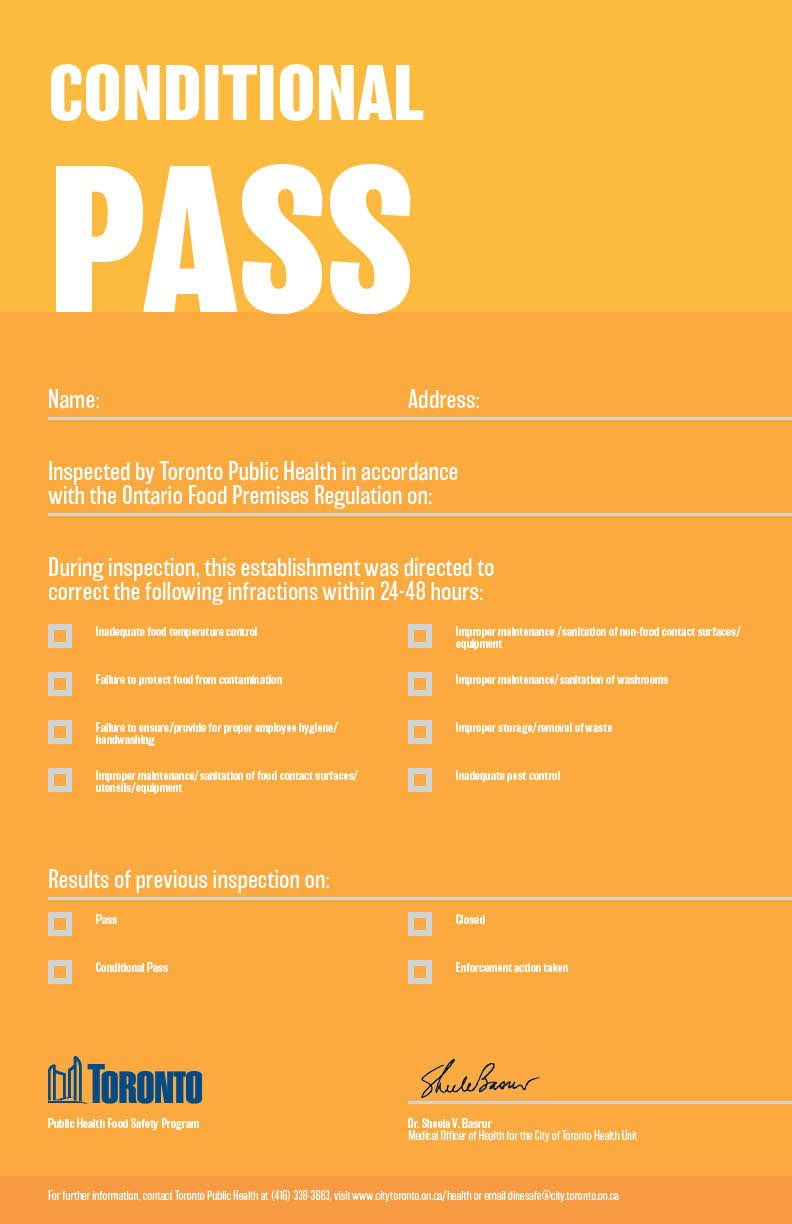 CONDITIONAL
PASS
Name:
Address:
Inspected by Toronto Public Health in accordance
with the Ontario Food Premises Regulation on:
During inspection, this establishment was directed to
correct the following infractions within 24-48 hours:
Inadequate food temperature control
Failure to protect food from contamination
Failure to ensure/provide for proper employee hygiene/
handwashing
Improper maintenance/sanitation of food contact surfaces/
utensils/equipment
Improper maintenance /sanitation of non-food contact surfaces/
equipment
Improper maintenance/sanitation of washrooms
Improper storage/removal of waste
Inadequate pest control
Results of previous inspection on:
Pass
Conditional Pass
Closed
Enforcement action taken
TORONTO
Public Health Food Safety Program
Sheela Basrur
Dr. Sheela V. Basrur
Medical Officer of Health for the City of Toronto Health Unit
For further information, contact Toronto Public Health at (416) 338-3663, visit www.citytoronto.on.ca/health or email dinesafe@city.toronto.on.ca